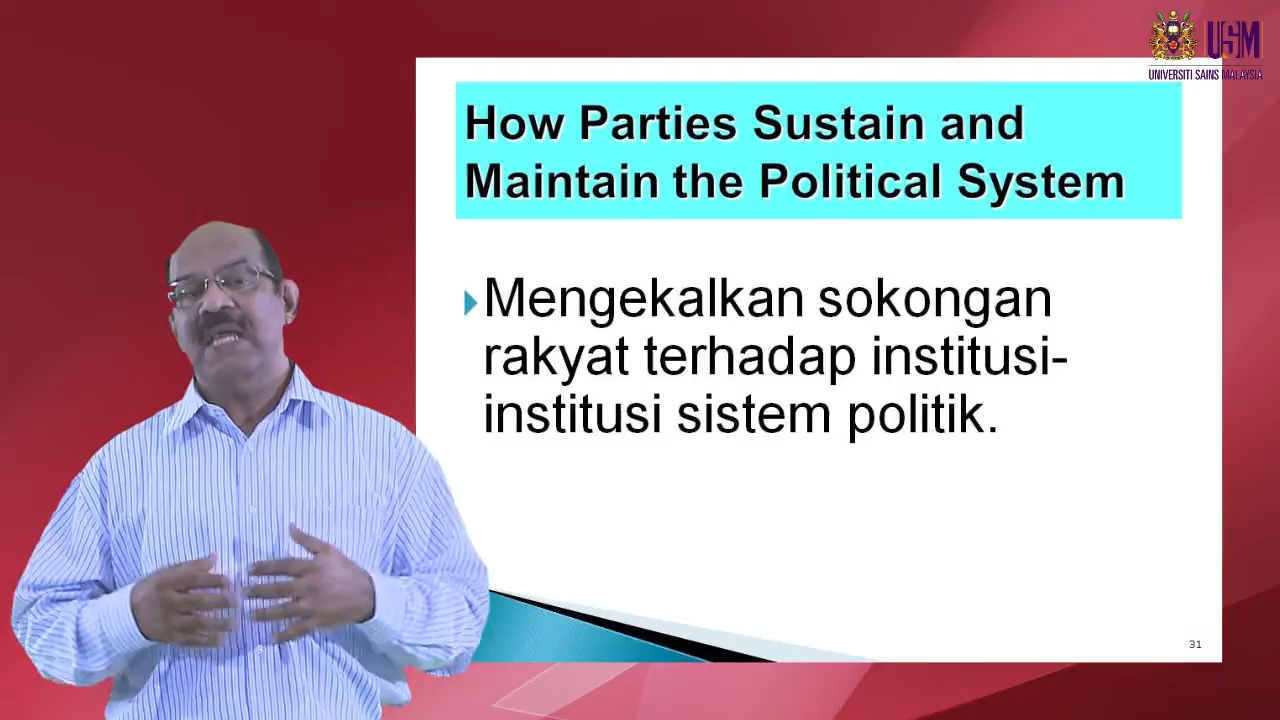 USM
UNIVERSITI SAINS MALAYSIA
How Parties Sustain and
Maintain the Political System
Mengekalkan sokongan
rakyat terhadap institusi-
institusi sistem politik.
31